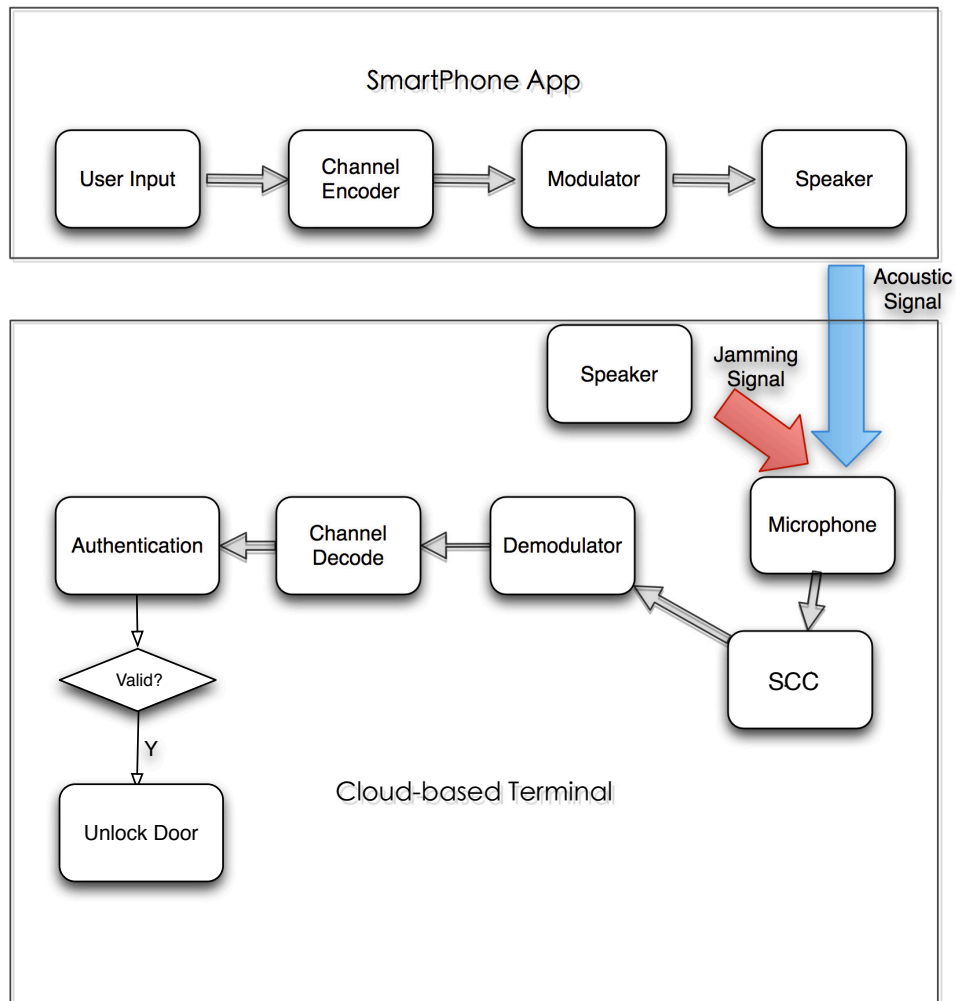 SmartPhone App
User Input
Channel
Encoder
Modulator
Speaker
Acoustic
Signal
Speaker
Jamming
Signal
Microphone
Authentication
Channel
Decode
Demodulator
SCC
Valid?
Y
Unlock Door
Cloud-based Terminal